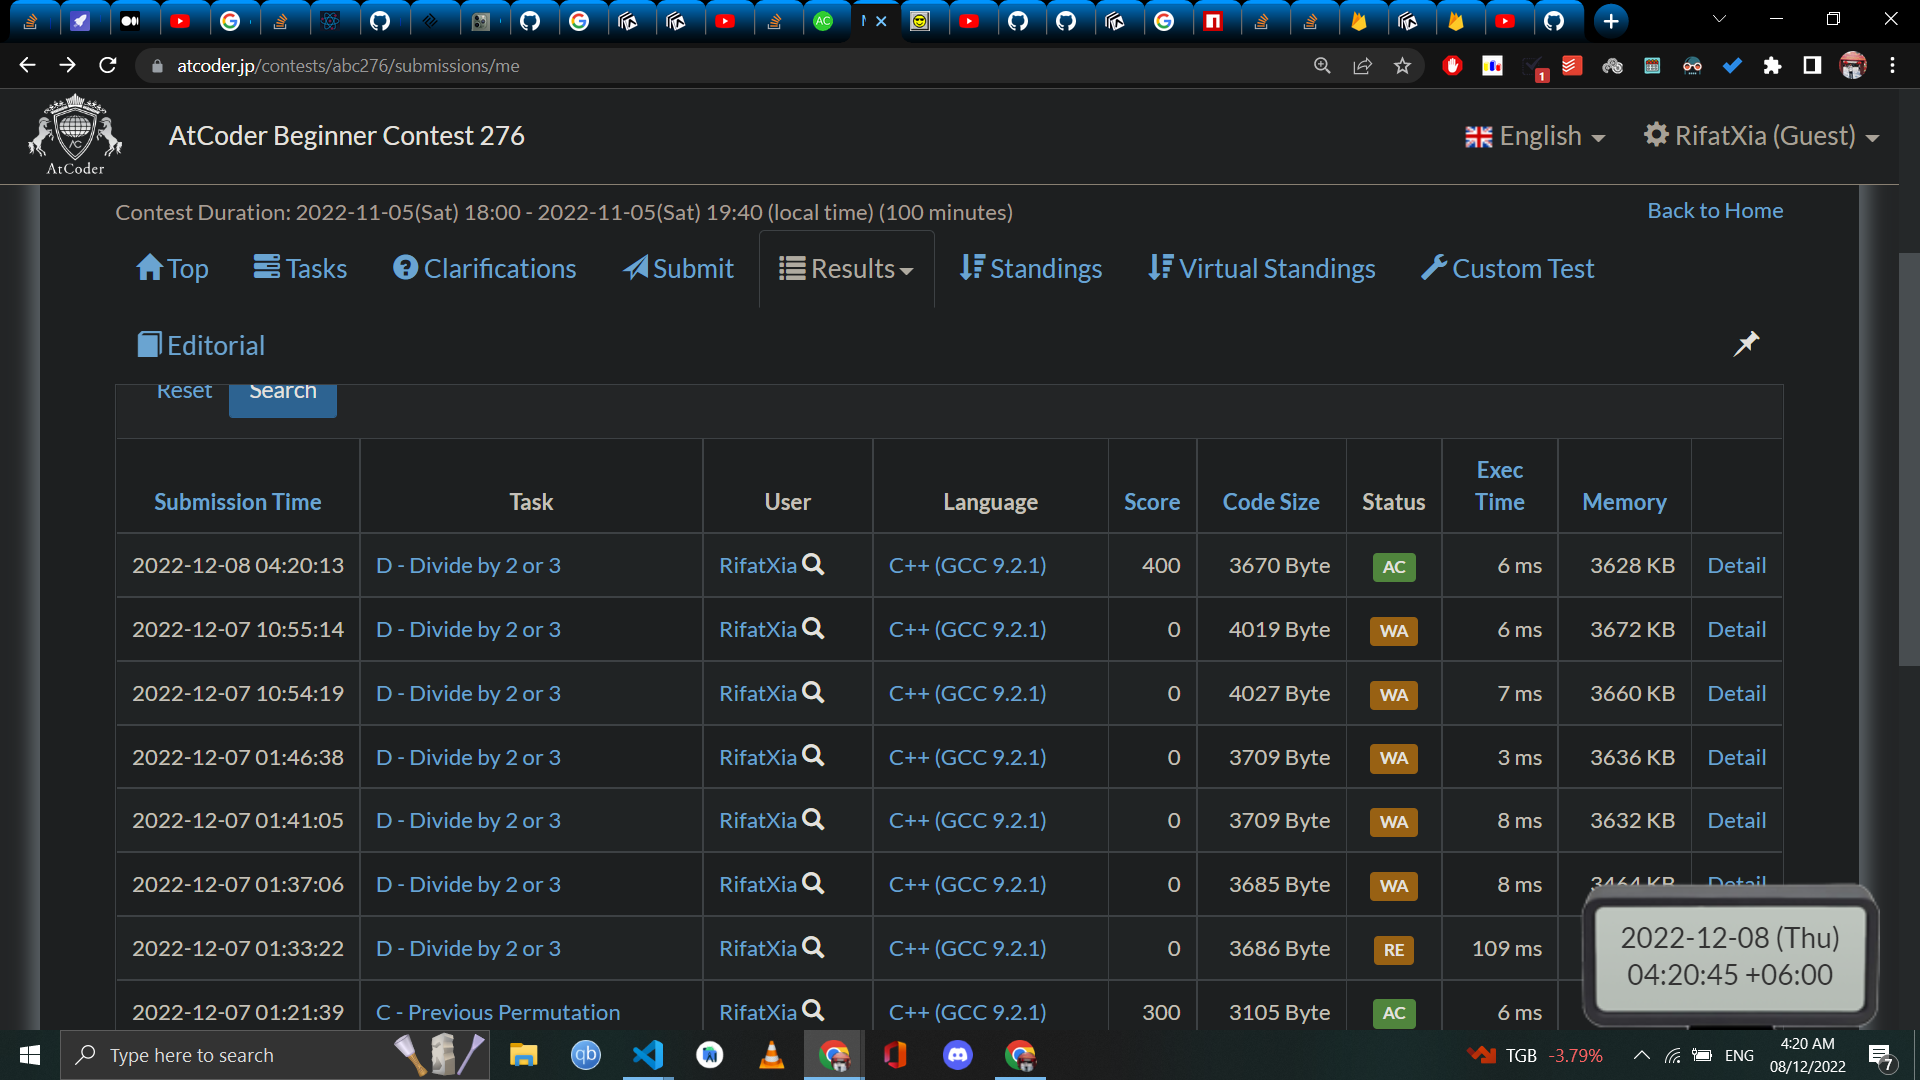 atcoder.jp/contests/abc276/submissions/me
1
AtCoder
AtCoder Beginner Contest 276
English
RifatXia (Guest)
Contest Duration: 2022-11-05(Sat) 18:00 - 2022-11-05(Sat) 19:40 (local time) (100 minutes)
Back to Home
Top Tasks Clarifications Submit Results Standings Virtual Standings Custom Test
Editorial
Reset Search
Submission Time Task User Language Score Code Size Status Exec Time Memory
2022-12-08 04:20:13 D - Divide by 2 or 3 RifatXia C++ (GCC 9.2.1) 400 3670 Byte AC 6 ms 3628 KB Detail
2022-12-07 10:55:14 D - Divide by 2 or 3 RifatXia C++ (GCC 9.2.1) 0 4019 Byte WA 6 ms 3672 KB Detail
2022-12-07 10:54:19 D - Divide by 2 or 3 RifatXia C++ (GCC 9.2.1) 0 4027 Byte WA 7 ms 3660 KB Detail
2022-12-07 01:46:38 D - Divide by 2 or 3 RifatXia C++ (GCC 9.2.1) 0 3709 Byte WA 3 ms 3636 KB Detail
2022-12-07 01:41:05 D - Divide by 2 or 3 RifatXia C++ (GCC 9.2.1) 0 3709 Byte WA 8 ms 3632 KB Detail
2022-12-07 01:37:06 D - Divide by 2 or 3 RifatXia C++ (GCC 9.2.1) 0 3685 Byte WA 8 ms 3464 KB Detail
2022-12-07 01:33:22 D - Divide by 2 or 3 RifatXia C++ (GCC 9.2.1) 0 3686 Byte RE 109 ms
2022-12-07 01:21:39 C - Previous Permutation RifatXia C++ (GCC 9.2.1) 300 3105 Byte AC 6 ms
2022-12-08 (Thu)
04:20:45 +06:00
Type here to search
qb
TGB -3.79%
ENG
4:20 AM
08/12/2022
7